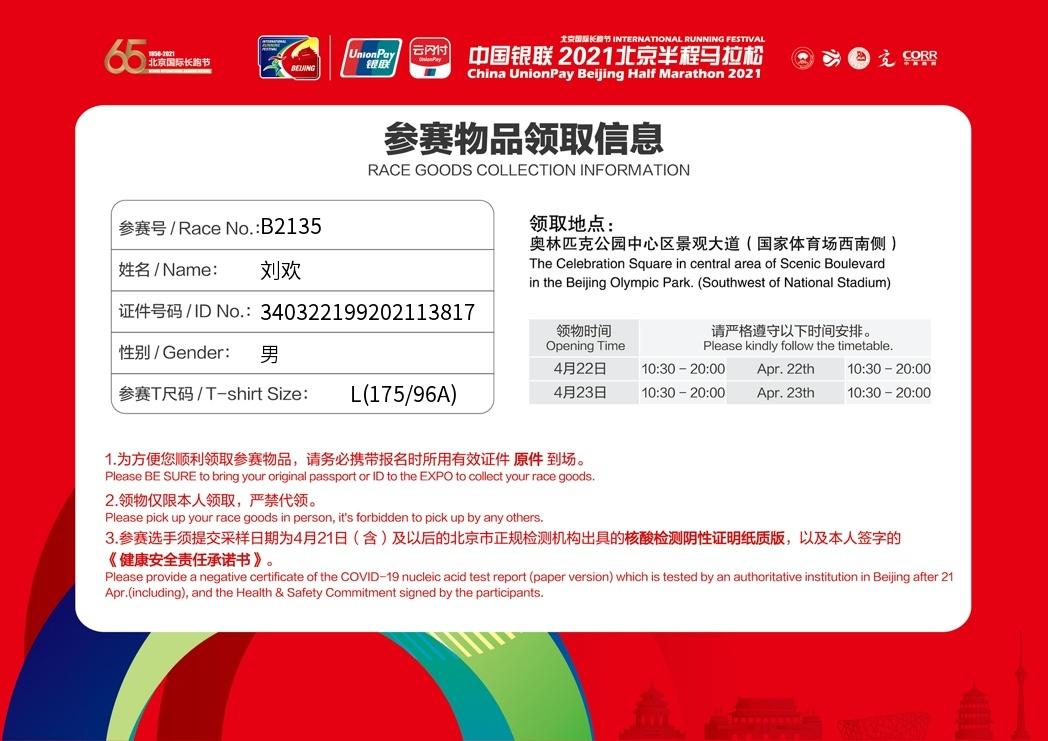 65 1956-2021
北京国际长跑节
BEIJING INTERNATIONAL RUNNING FESTIVAL
INTERNATIONAL RUNNING FESTIVAL
BEIJING
UnionPay
银联
云闪付
UnionPay
北京国际长跑节 INTERNATIONAL RUNNING FESTIVAL
中国银联 2021北京半程马拉松
China UnionPay Beijing Half Marathon 2021
CORR
参赛物品领取信息
RACE GOODS COLLECTION INFORMATION
参赛号 / Race No.:B2135
姓名 / Name: 刘欢
证件号码 / ID No.: 340322199202113817
性别 / Gender: 男
参赛T尺码 / T-shirt Size: L(175/96A)
领取地点:
奥林匹克公园中心区景观大道（国家体育场西南侧）
The Celebration Square in central area of Scenic Boulevard
in the Beijing Olympic Park. (Southwest of National Stadium)
领物时间 请严格遵守以下时间安排。
Opening Time Please kindly follow the timetable.
4月22日 10:30 - 20:00 Apr. 22th 10:30 - 20:00
4月23日 10:30 - 20:00 Apr. 23th 10:30 - 20:00
1.为方便您顺利领取参赛物品，请务必携带报名时所用有效证件 原件 到场。
Please BE SURE to bring your original passport or ID to the EXPO to collect your race goods.
2.领物仅限本人领取，严禁代领。
Please pick up your race goods in person, it's forbidden to pick up by any others.
3.参赛选手须提交采样日期为4月21日（含）及以后的北京市正规检测机构出具的核酸检测阴性证明纸质版，以及本人签字的
《健康安全责任承诺书》。
Please provide a negative certificate of the COVID-19 nucleic acid test report (paper version) which is tested by an authoritative institution in Beijing after 21
Apr.(including), and the Health & Safety Commitment signed by the participants.